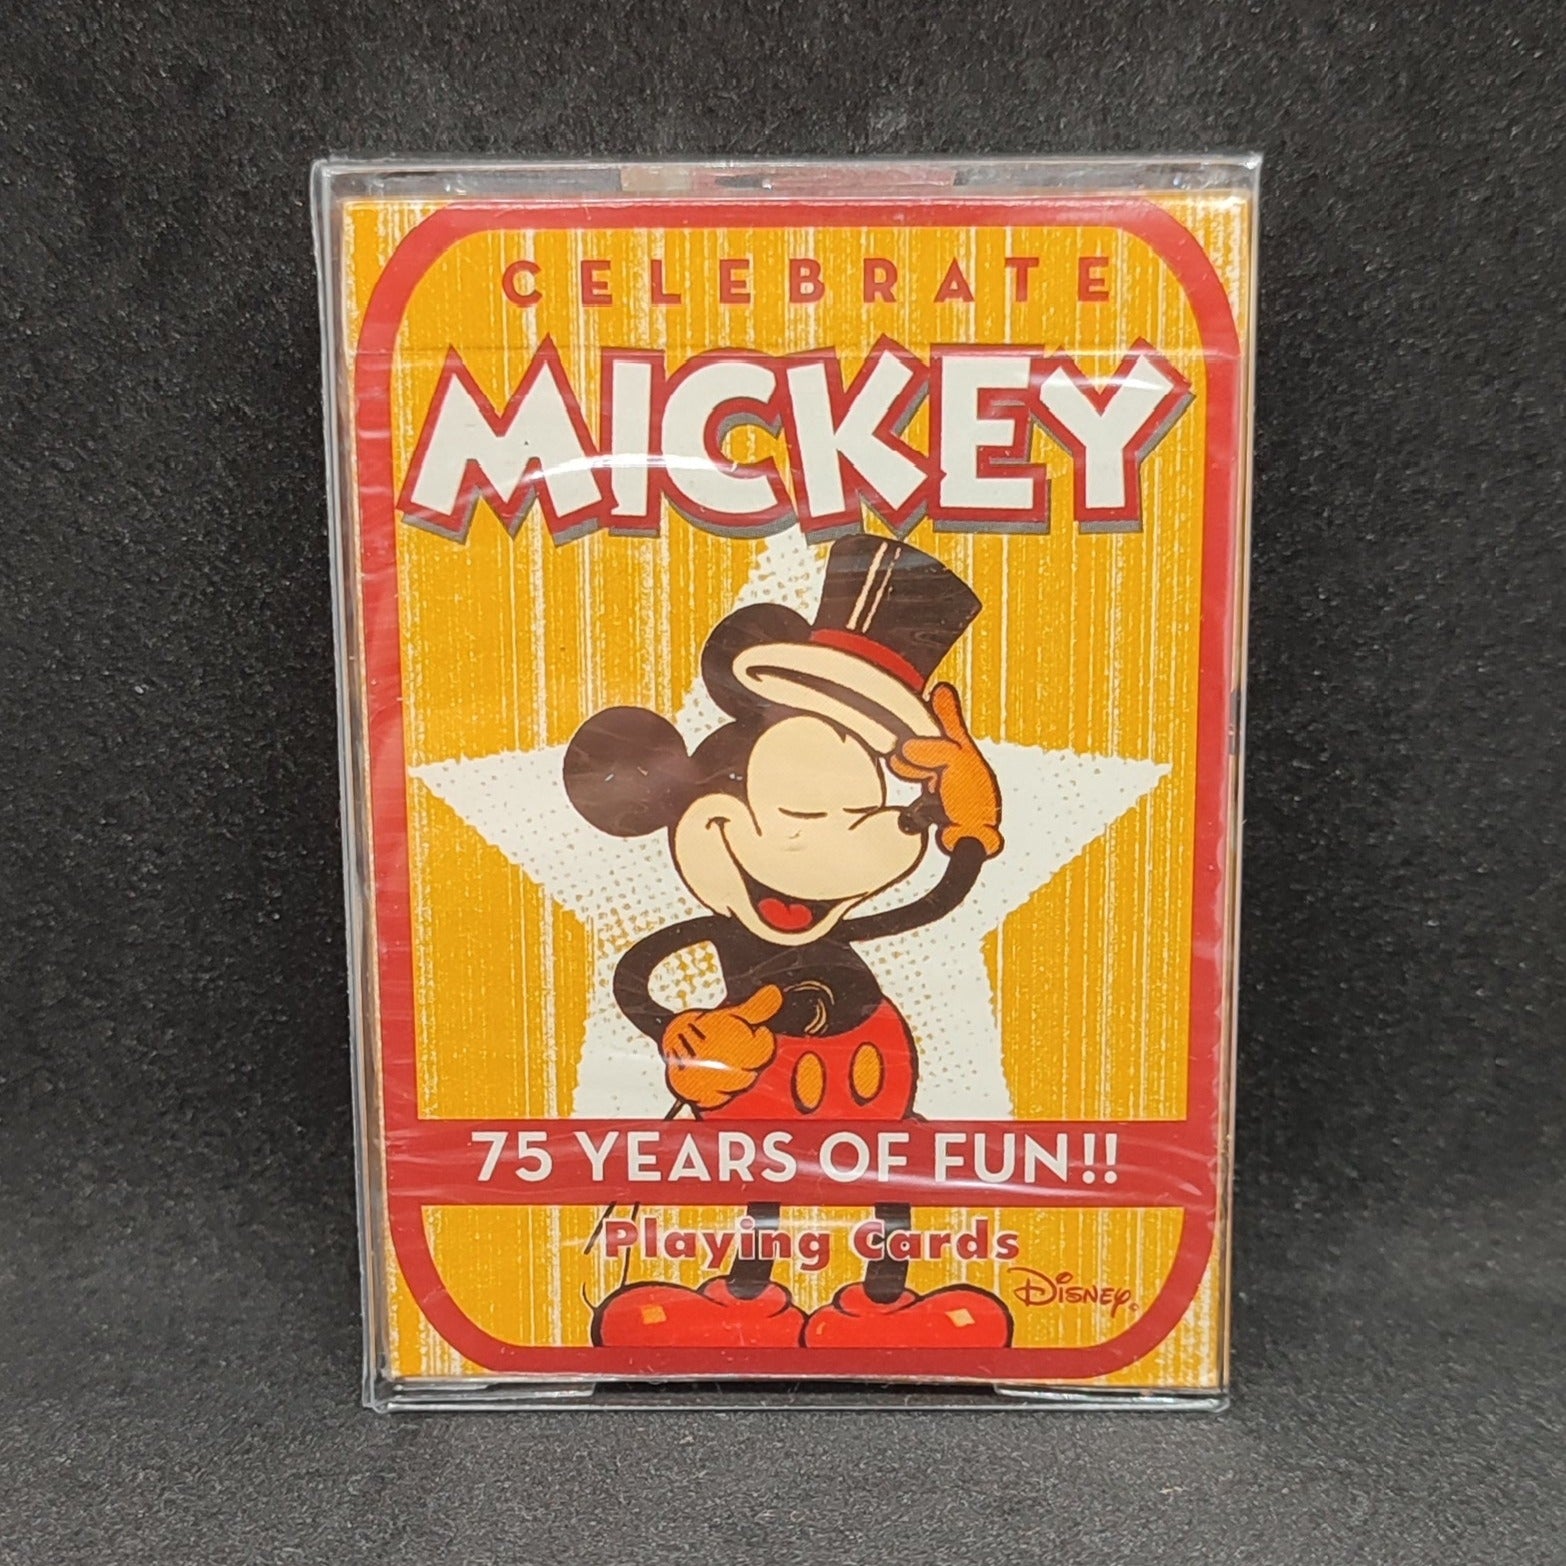 CELEBRATE
MICKEY
75 YEARS OF FUN!!
Playing Cards
Disney